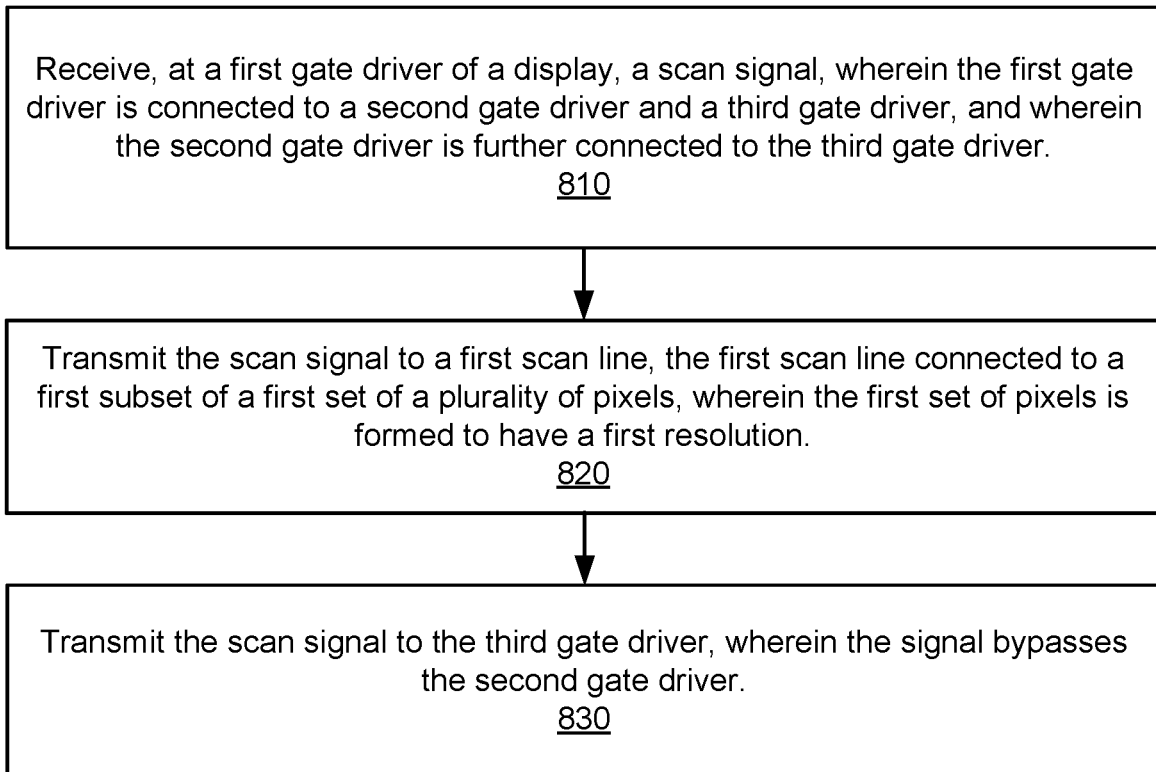 Receive, at a first gate driver of a display, a scan signal, wherein the first gate
driver is connected to a second gate driver and a third gate driver, and wherein
the second gate driver is further connected to the third gate driver.
810
Transmit the scan signal to a first scan line, the first scan line connected to a
first subset of a first set of a plurality of pixels, wherein the first set of pixels is
formed to have a first resolution.
820
Transmit the scan signal to the third gate driver, wherein the signal bypasses
the second gate driver.
830